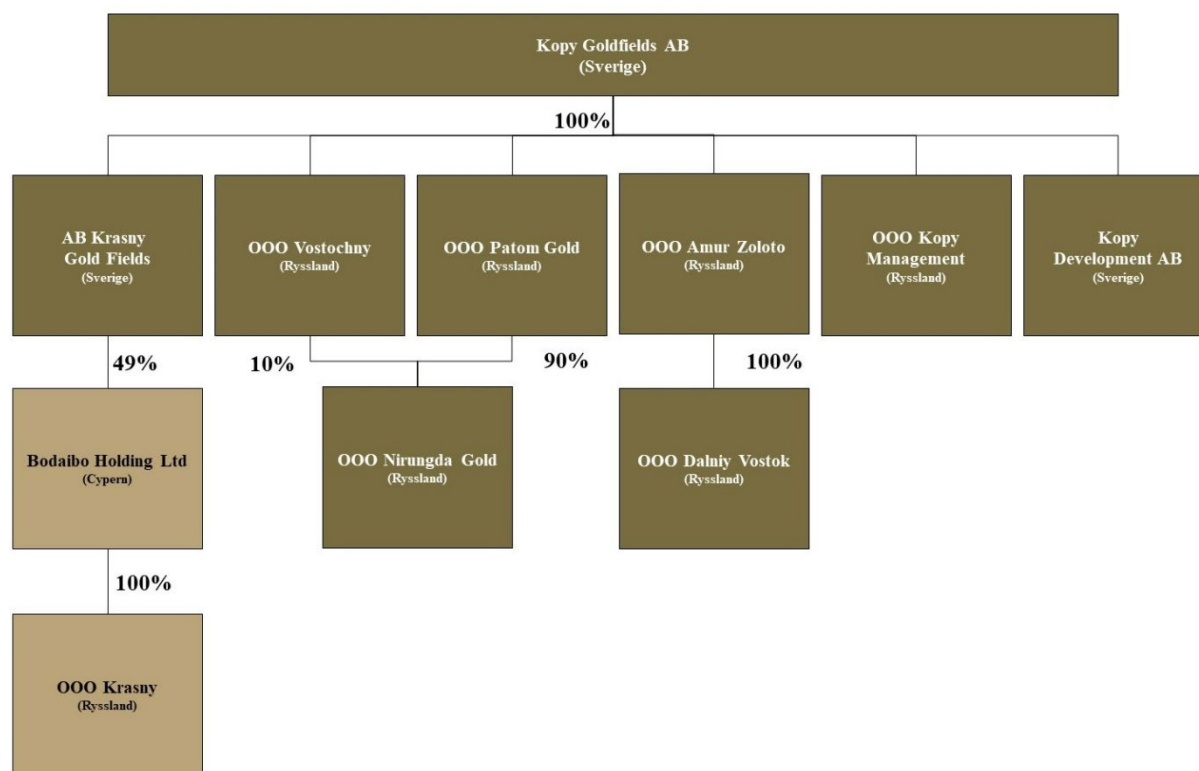 Kopy Goldfields AB
(Sverige)
100%
AB Krasny
Gold Fields
(Sverige)
OOO Vostochny
(Ryssland)
OOO Patom Gold
(Ryssland)
OOO Amur Zoloto
(Ryssland)
OOO Kopy
Management
(Ryssland)
Kopy
Development AB
(Sverige)
49%
10%
90%
100%
Bodaibo Holding Ltd
(Cypern)
OOO Nirungda Gold
(Ryssland)
OOO Dalniy Vostok
(Ryssland)
100%
OOO Krasny
(Ryssland)